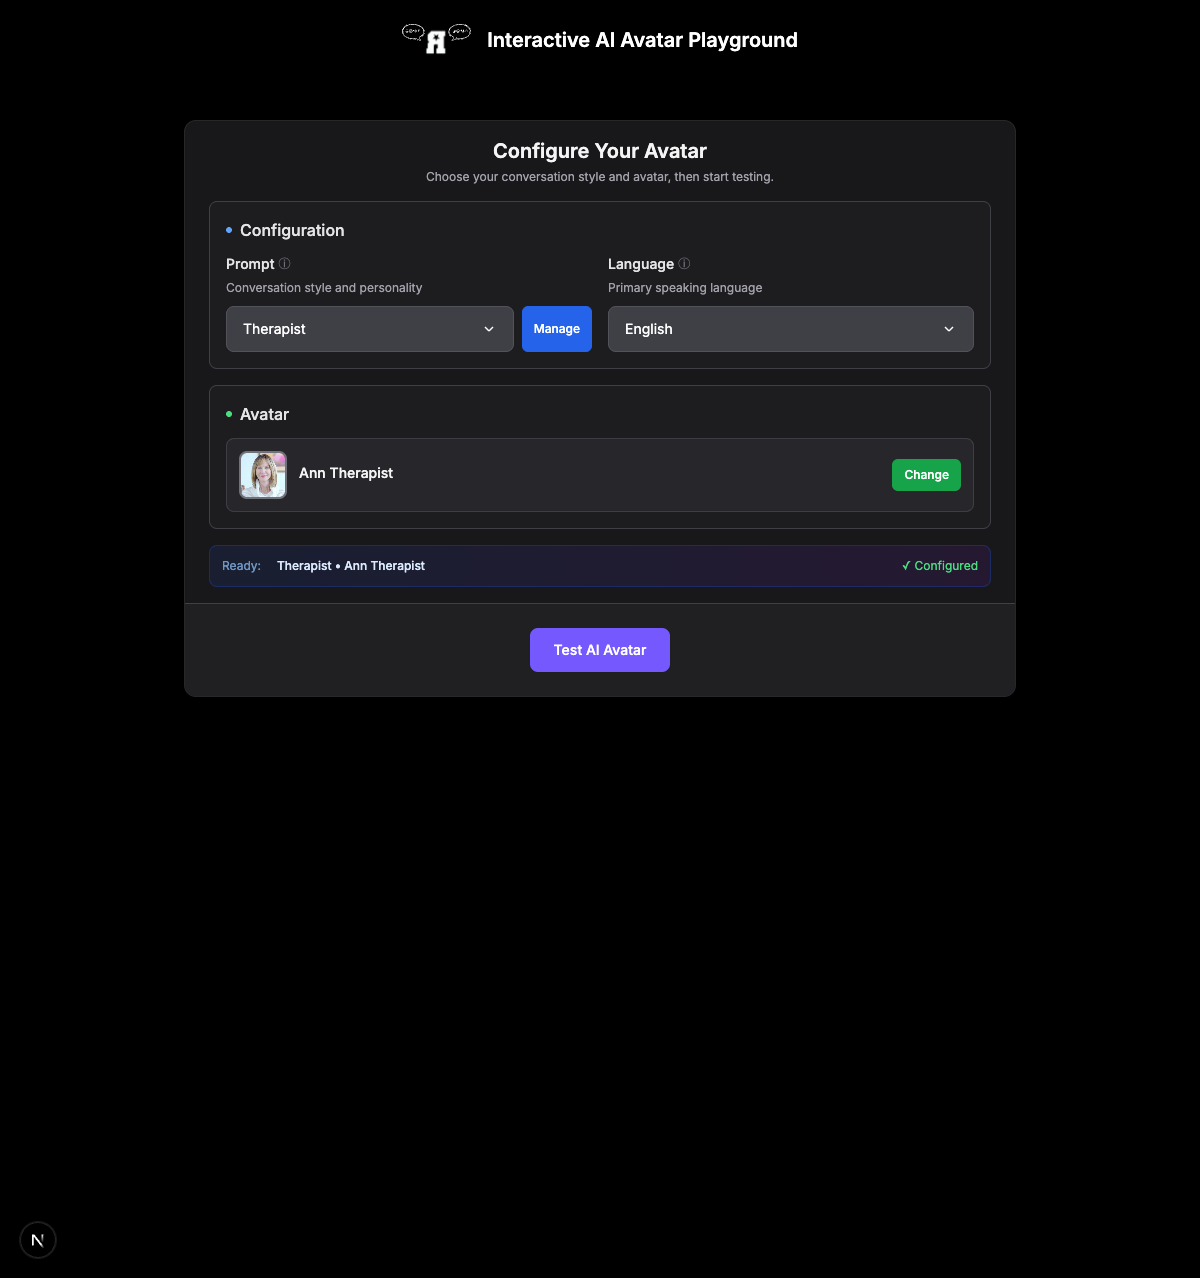 Interactive AI Avatar Playground
Configure Your Avatar
Choose your conversation style and avatar, then start testing.
Configuration
Prompt ⓘ
Conversation style and personality
Therapist
Manage
Language ⓘ
Primary speaking language
English
Avatar
Ann Therapist
Change
Ready: Therapist • Ann Therapist
✓ Configured
Test AI Avatar
N